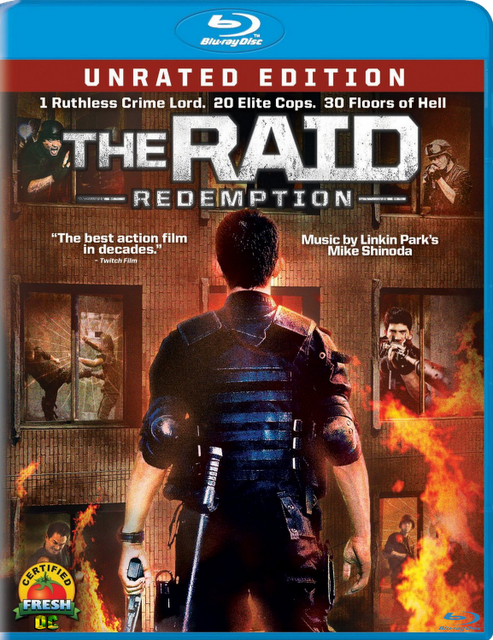 Blu-ray Disc
UNRATED EDITION
1 Ruthless Crime Lord. 20 Elite Cops. 30 Floors of Hell
THE RAID
REDEMPTION
“The best action film
in decades.”
- Twitch Film
Music by Linkin Park's
Mike Shinoda
CERTIFIED
FRESH